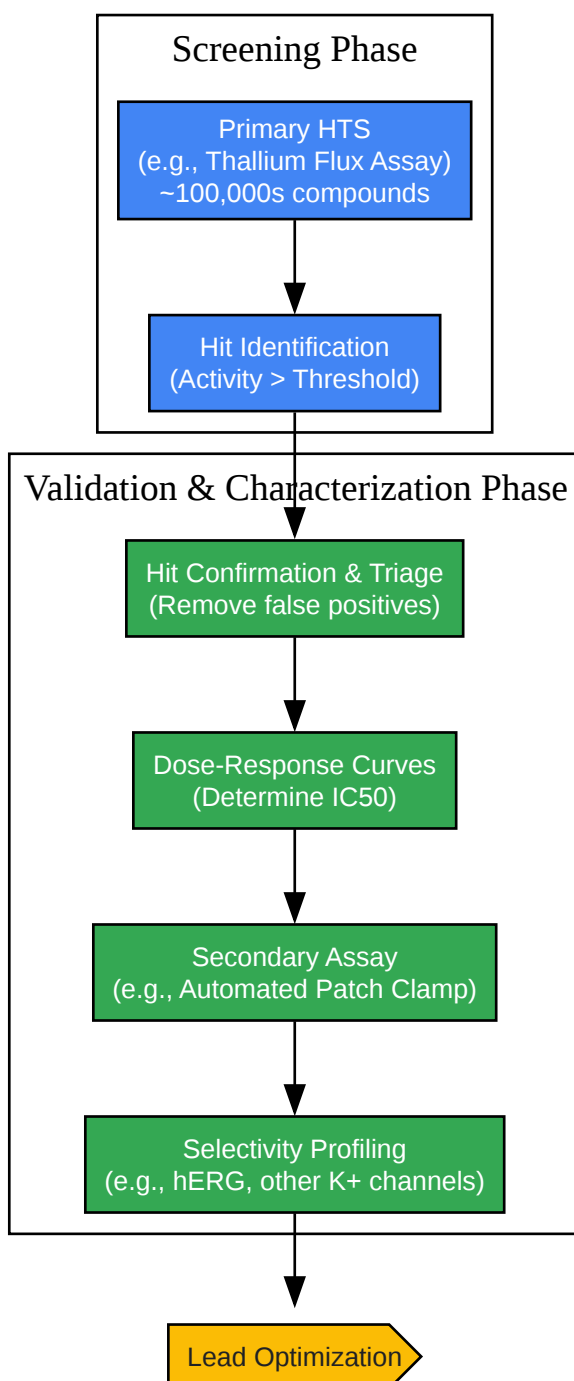 Screening Phase
Primary HTS
(e.g., Thallium Flux Assay)
~100,000s compounds
Hit Identification
(Activity > Threshold)
Validation & Characterization Phase
Hit Confirmation & Triage
(Remove false positives)
Dose-Response Curves
(Determine IC50)
Secondary Assay
(e.g., Automated Patch Clamp)
Selectivity Profiling
(e.g., hERG, other K+ channels)
Lead Optimization